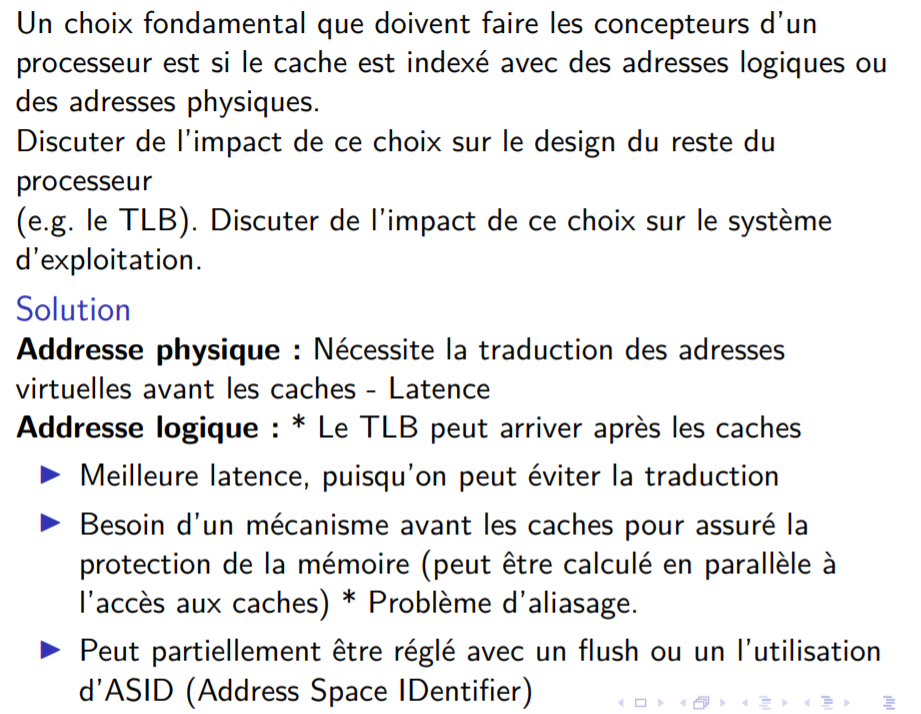 Un choix fondamental que doivent faire les concepteurs d'un
processeur est si le cache est indexé avec des adresses logiques ou
des adresses physiques.
Discuter de l'impact de ce choix sur le design du reste du
processeur
(e.g. le TLB). Discuter de l'impact de ce choix sur le système
d'exploitation.
Solution
Addresse physique : Nécessite la traduction des adresses
virtuelles avant les caches - Latence
Addresse logique : * Le TLB peut arriver après les caches
Meilleure latence, puisqu'on peut éviter la traduction
Besoin d'un mécanisme avant les caches pour assuré la
protection de la mémoire (peut être calculé en parallèle à
l'accès aux caches) * Problème d'aliasage.
Peut partiellement être réglé avec un flush ou un l'utilisation
d'ASID (Address Space IDentifier)